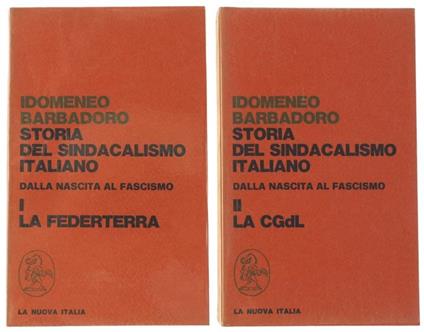 IDOMENEO
BARBADORO
STORIA
DEL SINDACALISMO
ITALIANO
DALLA NASCITA AL FASCISMO
I
LA FEDERTERRA
LA NUOVA ITALIA
IDOMENEO
BARBADORO
STORIA
DEL SINDACALISMO
ITALIANO
DALLA NASCITA AL FASCISMO
II
LA CGdL
LA NUOVA ITALIA